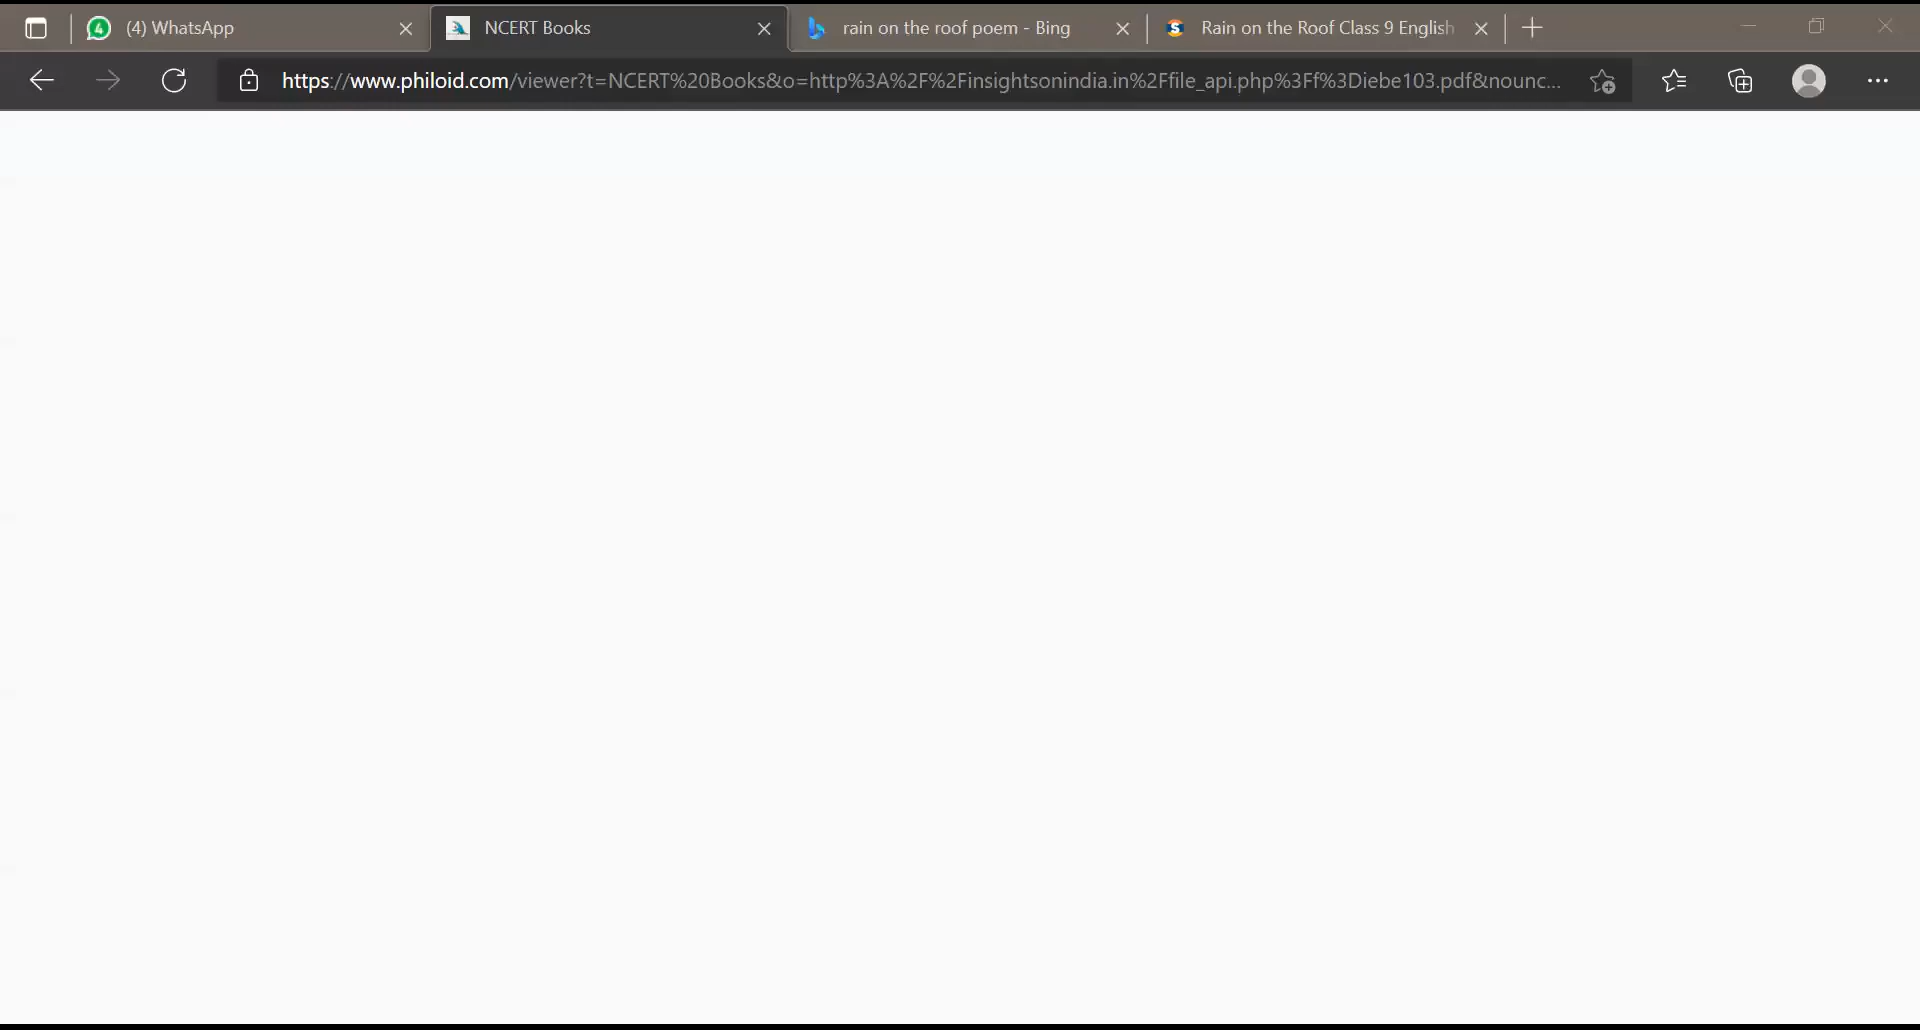 (4) WhatsApp
NCERT Books
rain on the roof poem - Bing
Rain on the Roof Class 9 English
https://www.philoid.com/viewer?t=NCERT%20Books&o=http%3A%2F%2Finsightsonindia.in%2Ffile_api.php%3Ff%3Diebe103.pdf&nounc...